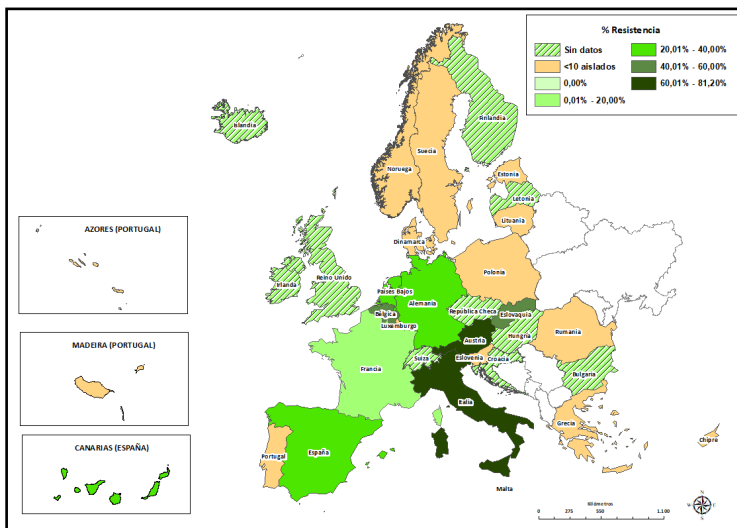 % Resistencia
Sin datos
<10 aislados
0,00%
0,01% - 20,00%
20,01% - 40,00%
40,01% - 60,00%
60,01% - 81,20%
Islandia
Finlandia
Suecia
Noruega
Estonia
Letonia
Lituania
Dinamarca
AZORES (PORTUGAL)
Irlanda
Reino Unido
Países Bajos
Polonia
Alemania
Bélgica
Luxemburgo
República Checa
Eslovaquia
Hungría
Austria
Rumania
MADEIRA (PORTUGAL)
Suiza
Eslovenia
Croacia
Francia
Bulgaria
Italia
CANARIAS (ESPAÑA)
Grecia
Chipre
Portugal
España
Malta
Kilómetros
0 275 550 1.100
N
W E
S